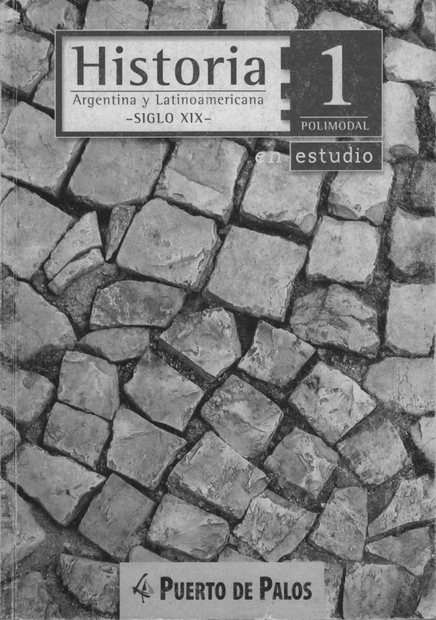 Historia
Argentina y Latinoamericana
-SIGLO XIX-
1
POLIMODAL
en estudio
PUERTO DE PALOS